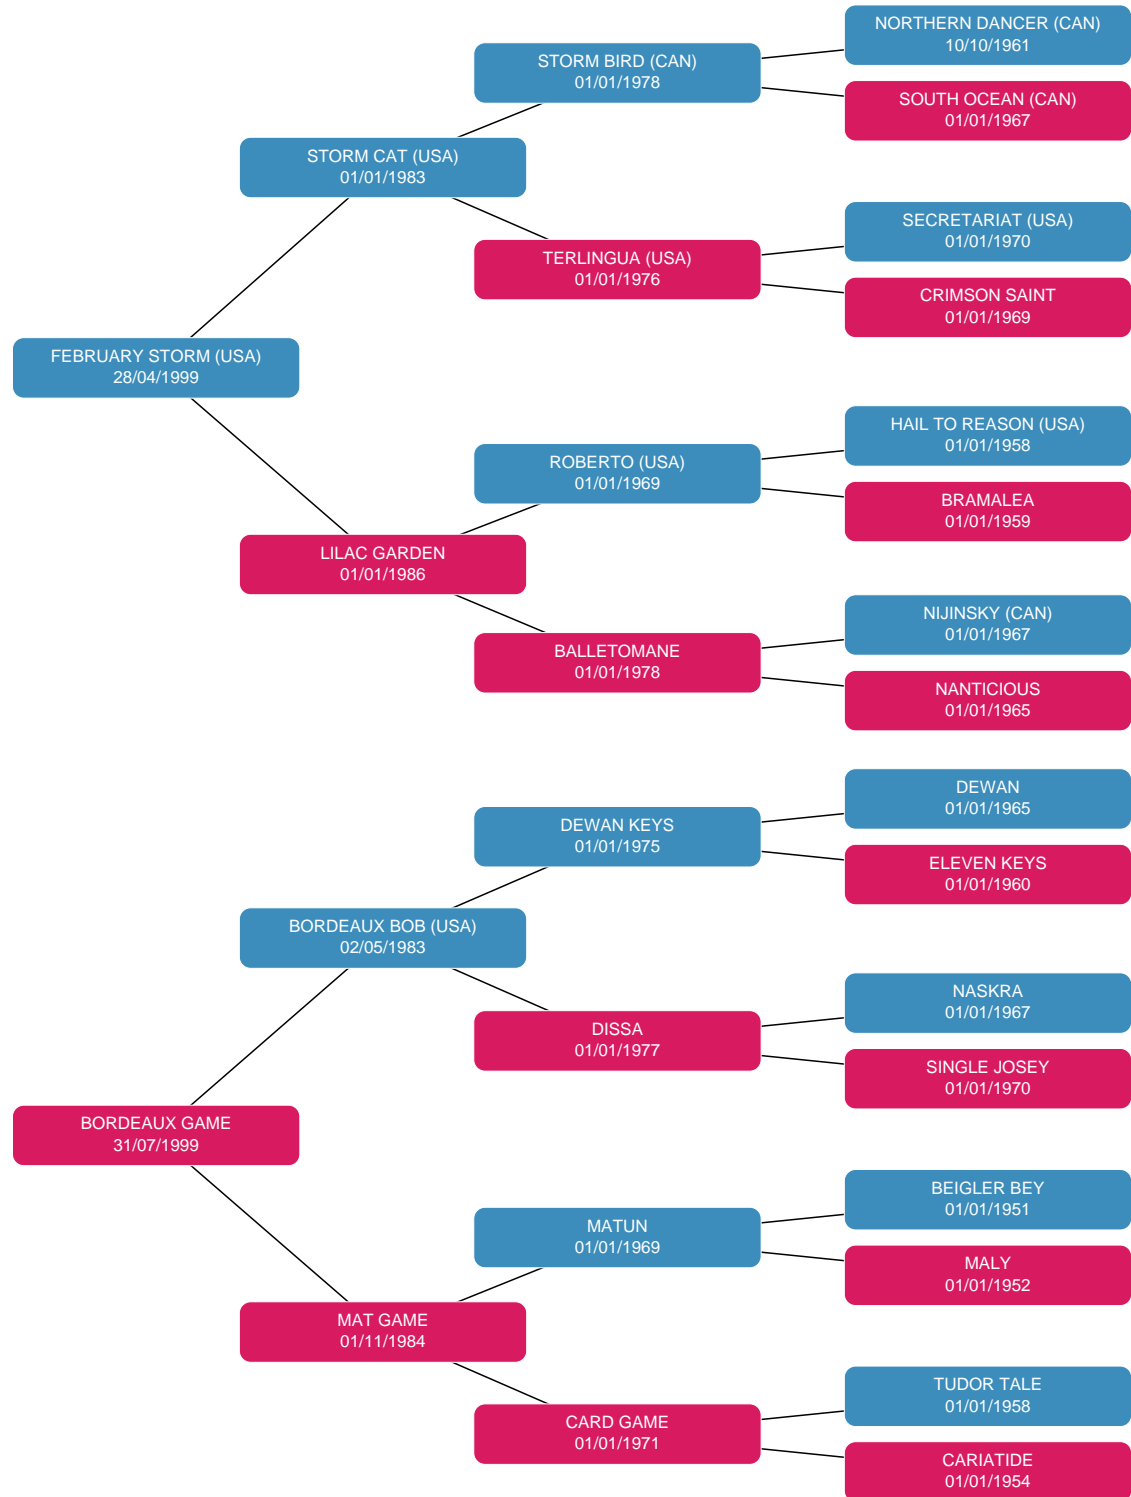 NORTHERN DANCER (CAN)
10/10/1961
STORM BIRD (CAN)
01/01/1978
SOUTH OCEAN (CAN)
01/01/1967
STORM CAT (USA)
01/01/1983
SECRETARIAT (USA)
01/01/1970
TERLINGUA (USA)
01/01/1976
CRIMSON SAINT
01/01/1969
FEBRUARY STORM (USA)
28/04/1999
HAIL TO REASON (USA)
01/01/1958
ROBERTO (USA)
01/01/1969
BRAMALEA
01/01/1959
LILAC GARDEN
01/01/1986
NIJINSKY (CAN)
01/01/1967
BALLETOMANE
01/01/1978
NANTICIOUS
01/01/1965
DEWAN
01/01/1965
DEWAN KEYS
01/01/1975
ELEVEN KEYS
01/01/1960
BORDEAUX BOB (USA)
02/05/1983
NASKRA
01/01/1967
DISSA
01/01/1977
SINGLE JOSEY
01/01/1970
BORDEAUX GAME
31/07/1999
BEIGLER BEY
01/01/1951
MATUN
01/01/1969
MALY
01/01/1952
MAT GAME
01/11/1984
TUDOR TALE
01/01/1958
CARD GAME
01/01/1971
CARIATIDE
01/01/1954